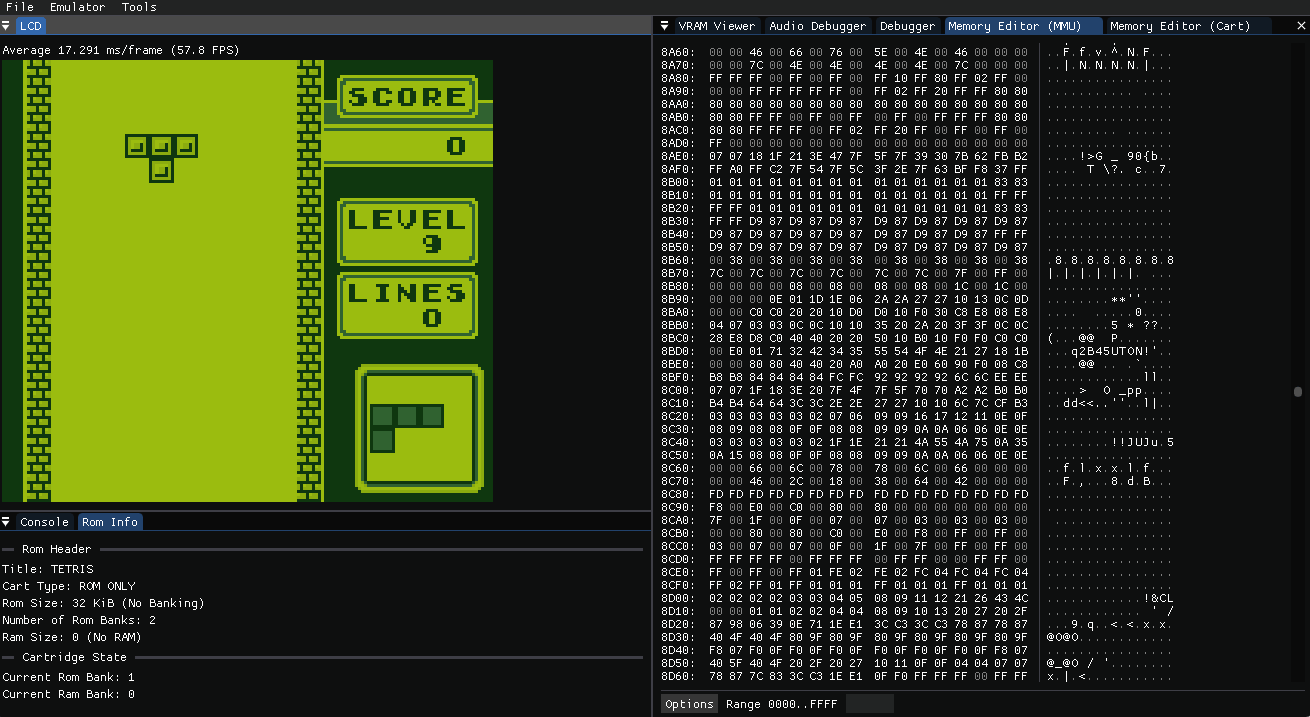 File Emulator Tools
LCD
Average 17.291 ms/frame (57.8 FPS)
SCORE
0
LEVEL
9
LINES
0
Console Rom Info
Rom Header
Title: TETRIS
Cart Type: ROM ONLY
Rom Size: 32 KiB (No Banking)
Number of Rom Banks: 2
Ram Size: 0 (No RAM)
Cartridge State
Current Rom Bank: 1
Current Ram Bank: 0
VRAM Viewer Audio Debugger Debugger Memory Editor (MMU) Memory Editor (Cart)
8A60: 00 00 46 00 66 00 76 00 5E 00 4E 00 46 00 00 00
8A70: 00 00 7C 00 4E 00 4E 00 4E 00 4E 00 7C 00 00 00
8A80: FF FF FF FF 00 FF 00 FF 10 FF 80 FF 02 FF
8A90: 00 00 FF FF FF FF FF 00 FF 02 FF 20 FF FF 80 80
8AA0: 80 80 80 80 80 80 80 80 80 80 80 80 80 80 80 80
8AB0: 80 80 FF FF 00 FF FF FF FF FF 80 80
8AC0: 80 80 FF FF FF FF 00 FF 02 FF 20 FF 00 FF FF
8AD0: FF 00 00 00 00 00 00 00 00 00 00 00 00 00 00 00
8AE0: 07 07 18 1F 21 3E 47 7F 5F 7F 39 30 7B 62 FB B2
8AF0: FF A0 FF C2 7F 54 7F 5C 3F 2E 7F 63 BF F8 37 FF
8B00: 01 01 01 01 01 01 01 01 01 01 01 01 01 01 83 83
8B10: 01 01 01 01 01 01 01 01 01 01 01 01 01 01 FF FF
8B20: FF FF 01 01 01 01 01 01 01 01 01 01 01 01 83 83
8B30: FF FF D9 87 D9 87 D9 87 D9 87 D9 87 D9 87 D9 87
8B40: D9 87 D9 87 D9 87 D9 87 D9 87 D9 87 D9 87 FF FF
8B50: D9 87 D9 87 D9 87 D9 87 D9 87 D9 87 D9 87 D9 87
8B60: 00 38 00 38 00 38 00 38 00 38 00 38 00 38 00 38
8B70: 7C 00 7C 00 7C 00 7C 00 7C 00 7C 00 7F 00 FF 00
8B80: 00 00 00 00 08 00 08 00 08 00 08 00 1C 00 1C 00
8B90: 00 00 00 0E 01 1D 1E 06 2A 2A 27 27 10 13 0C 0D
8BA0: 00 00 C0 C0 20 20 10 D0 D0 10 F0 30 C8 E8 08 E8
8BB0: 04 07 03 03 0C 0C 10 10 35 20 2A 20 3F 3F 0C 0C
8BC0: 28 E8 D8 C0 40 40 20 20 50 10 B0 10 F0 F0 C0 C0
8BD0: 00 E0 01 71 32 42 34 35 55 54 4F 4E 21 27 18 1B
8BE0: 00 00 80 80 40 40 20 A0 A0 20 E0 60 90 F0 08 C8
8BF0: B8 B8 84 84 84 84 FC FC 92 92 92 92 6C 6C EE EE
8C00: 07 07 1F 18 3E 20 7F 4F 7F 5F 70 70 A2 A2 B0 B0
8C10: B4 B4 64 64 3C 3C 2E 2E 27 27 10 10 6C 7C CF B3
8C20: 03 03 03 03 03 02 07 06 09 09 16 17 12 11 0E 0F
8C30: 08 09 08 08 0F 0F 08 08 09 09 0A 0A 06 06 0E 0E
8C40: 03 03 03 03 03 02 1F 1E 21 21 4A 55 4A 75 0A 35
8C50: 0A 15 08 08 0F 0F 08 08 09 09 0A 0A 06 06 0E 0E
8C60: 00 00 66 00 6C 00 78 00 78 00 6C 00 66 00 00 00
8C70: 00 00 46 00 2C 00 18 00 38 00 64 00 42 00 00 00
8C80: FD FD FD FD FD FD FD FD FD FD FD FD FD FD FD FD
8C90: F8 00 E0 00 C0 00 80 00 80 00 00 00 00 00 00 00
8CA0: 7F 00 1F 00 0F 00 07 00 07 00 03 00 03 00 03 00
8CB0: 00 00 80 00 80 00 C0 00 E0 00 F8 00 FF 00 FF 00
8CC0: 03 00 07 00 07 00 0F 00 1F 00 7F 00 FF 00 FF 00
8CD0: FF FF FF FF FF 00 FF 00 FF 00 FF 00 FF 00 FF 00
8CE0: FF 00 FF 00 FF 01 FE 02 FE 02 FC 04 FC 04 FC 04
8CF0: FF 02 FF 01 FF 01 FF 01 FF 01 01 01 FF 01 FF 01
8D00: 02 02 02 02 03 03 04 05 08 09 11 12 21 26 43 4C
8D10: 00 00 01 01 02 02 04 04 08 09 10 13 20 27 20 2F
8D20: 87 98 06 39 0E 71 1E E1 3C C3 3C C3 78 87 78 87
8D30: 40 4F 40 4F 80 9F 80 9F 80 9F 80 9F 80 9F 80 9F
8D40: F8 07 F0 0F F0 0F F0 0F F0 0F F0 0F F0 0F F8 07
8D50: 40 5F 40 4F 20 2F 20 27 10 11 0F 0F 04 04 07 07
8D60: 78 87 7C 83 3C C3 1E E1 0F F0 FF FF 00 FF FF
Options Range 0000..FFFF